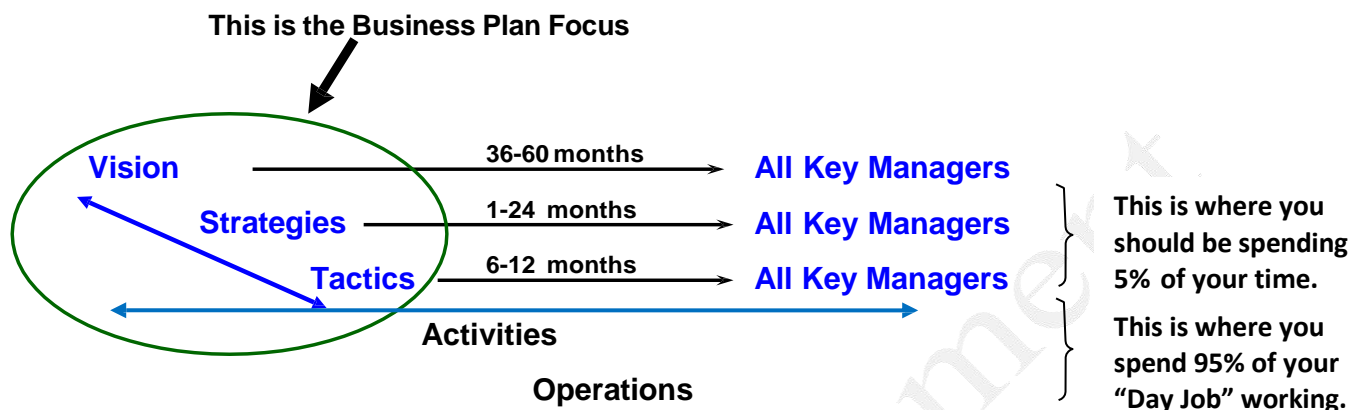 This is the Business Plan Focus
Vision
36-60 months
All Key Managers
Strategies
1-24 months
All Key Managers
Tactics
6-12 months
All Key Managers
This is where you
should be spending
5% of your time.
Activities
Operations
This is where you
spend 95% of your
“Day Job” working.